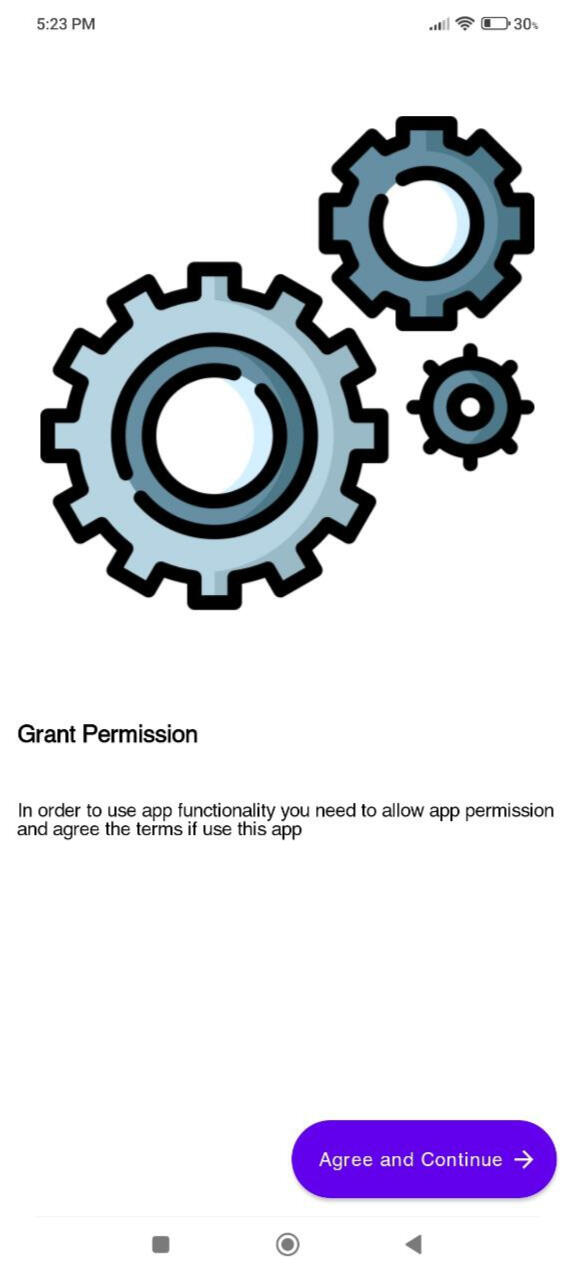 5:23 PM
30%
Grant Permission
In order to use app functionality you need to allow app permission
and agree the terms if use this app
Agree and Continue